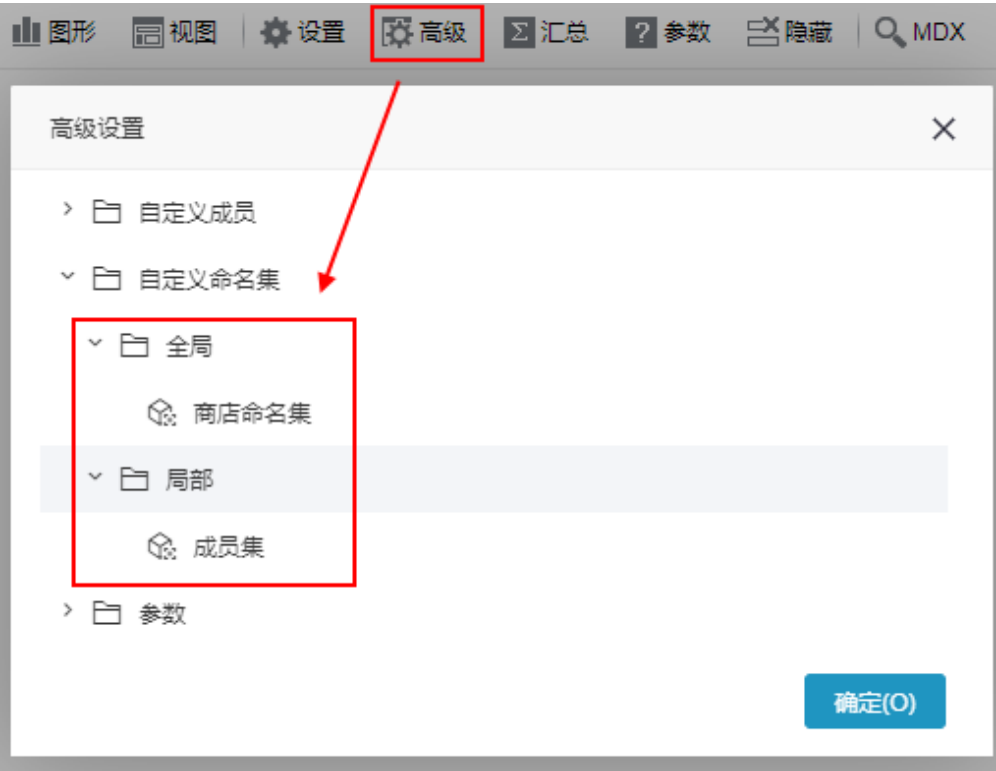 图形 视图 设置 高级 汇总 参数 隐藏 MDX
高级设置
自定义成员
自定义命名集
全局
商店命名集
局部
成员集
参数
确定(O)